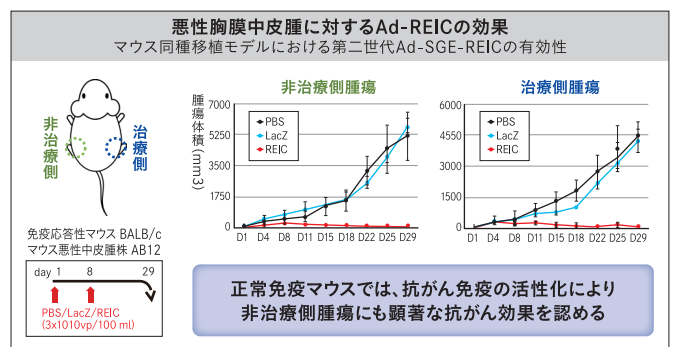 悪性胸膜中皮腫に対するAd-REICの効果
マウス同種移植モデルにおける第二世代Ad-SGE-REICの有効性
非治療側
治療側
免疫応答性マウス BALB/c
マウス悪性中皮腫株 AB12
day 1 8 29
PBS/LacZ/REIC
(3x1010vp/100 ml)
非治療側腫瘍
腫瘍体積(mm3)
7000
5250
3500
1750
0
PBS
LacZ
REIC
D1 D4 D8 D11 D15 D18 D22 D25 D29
治療側腫瘍
6000
4550
3000
1500
0
PBS
LacZ
REIC
D1 D4 D8 D11 D15 D18 D22 D25 D29
正常免疫マウスでは、抗がん免疫の活性化により
非治療側腫瘍にも顕著な抗がん効果を認める